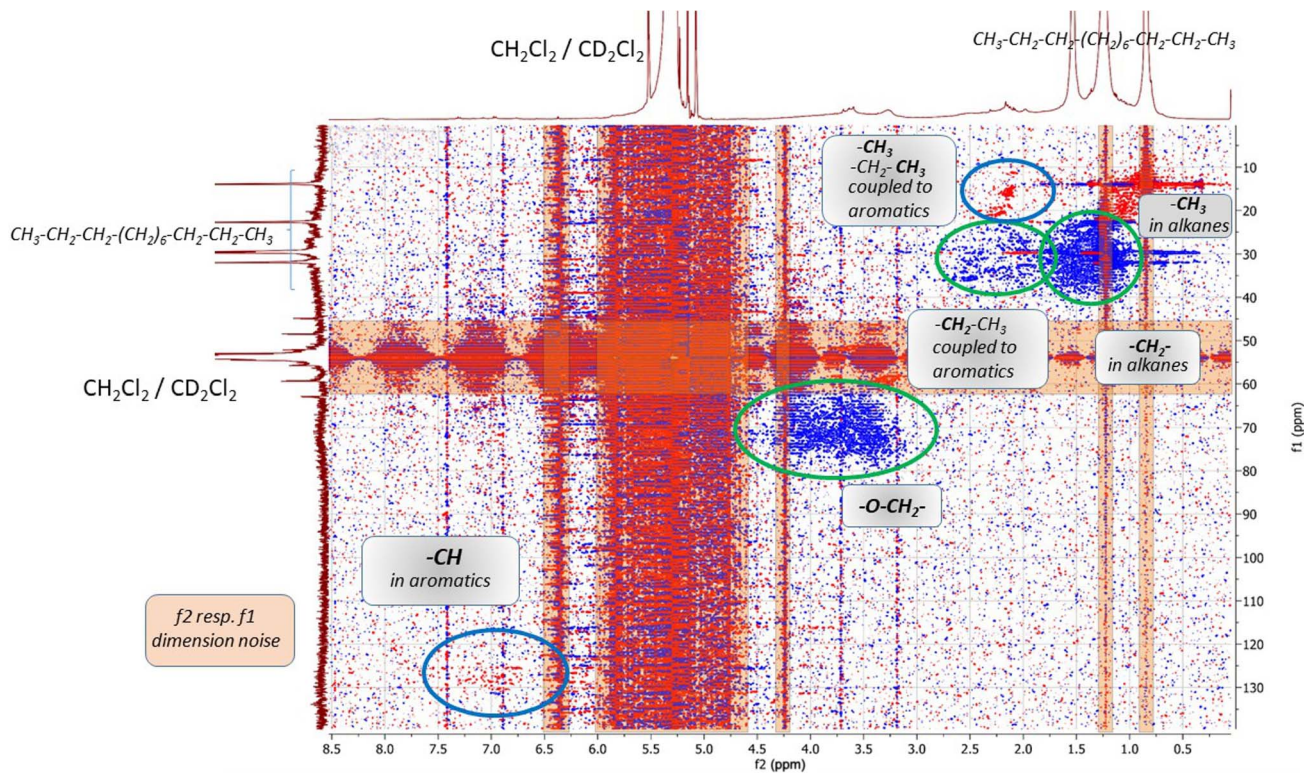 CH2Cl2 / CD2Cl2
CH3-CH2-CH2-(CH2)6-CH2-CH2-CH3
-CH3
-CH2-CH3
coupled to
aromatics
-CH3
in alkanes
CH3-CH2-CH2-(CH2)6-CH2-CH2-CH3
-CH2-CH3
coupled to
aromatics
-CH2-
in alkanes
CH2Cl2 / CD2Cl2
-O-CH2-
-CH
in aromatics
f2 resp. f1
dimension noise
10
20
30
40
50
60
70
80
90
100
110
120
130
f1 (ppm)
8.5 8.0 7.5 7.0 6.5 6.0 5.5 5.0 4.5 4.0 3.5 3.0 2.5 2.0 1.5 1.0 0.5
f2 (ppm)